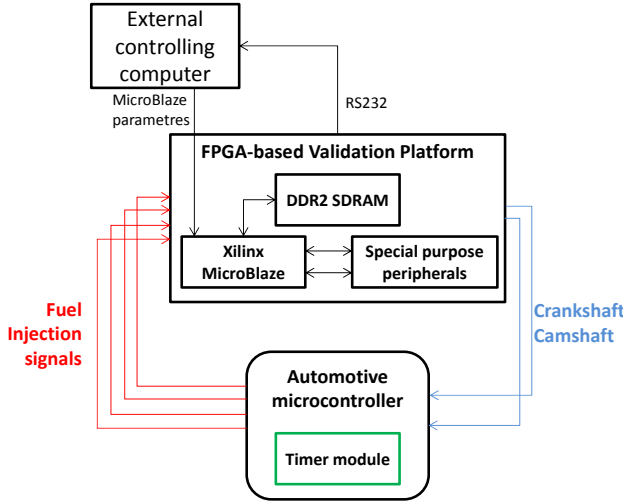 External
controlling
computer
MicroBlaze
parametres
RS232
FPGA-based Validation Platform
DDR2 SDRAM
Xilinx
MicroBlaze
Special purpose
peripherals
Fuel
Injection
signals
Crankshaft
Camshaft
Automotive
microcontroller
Timer module